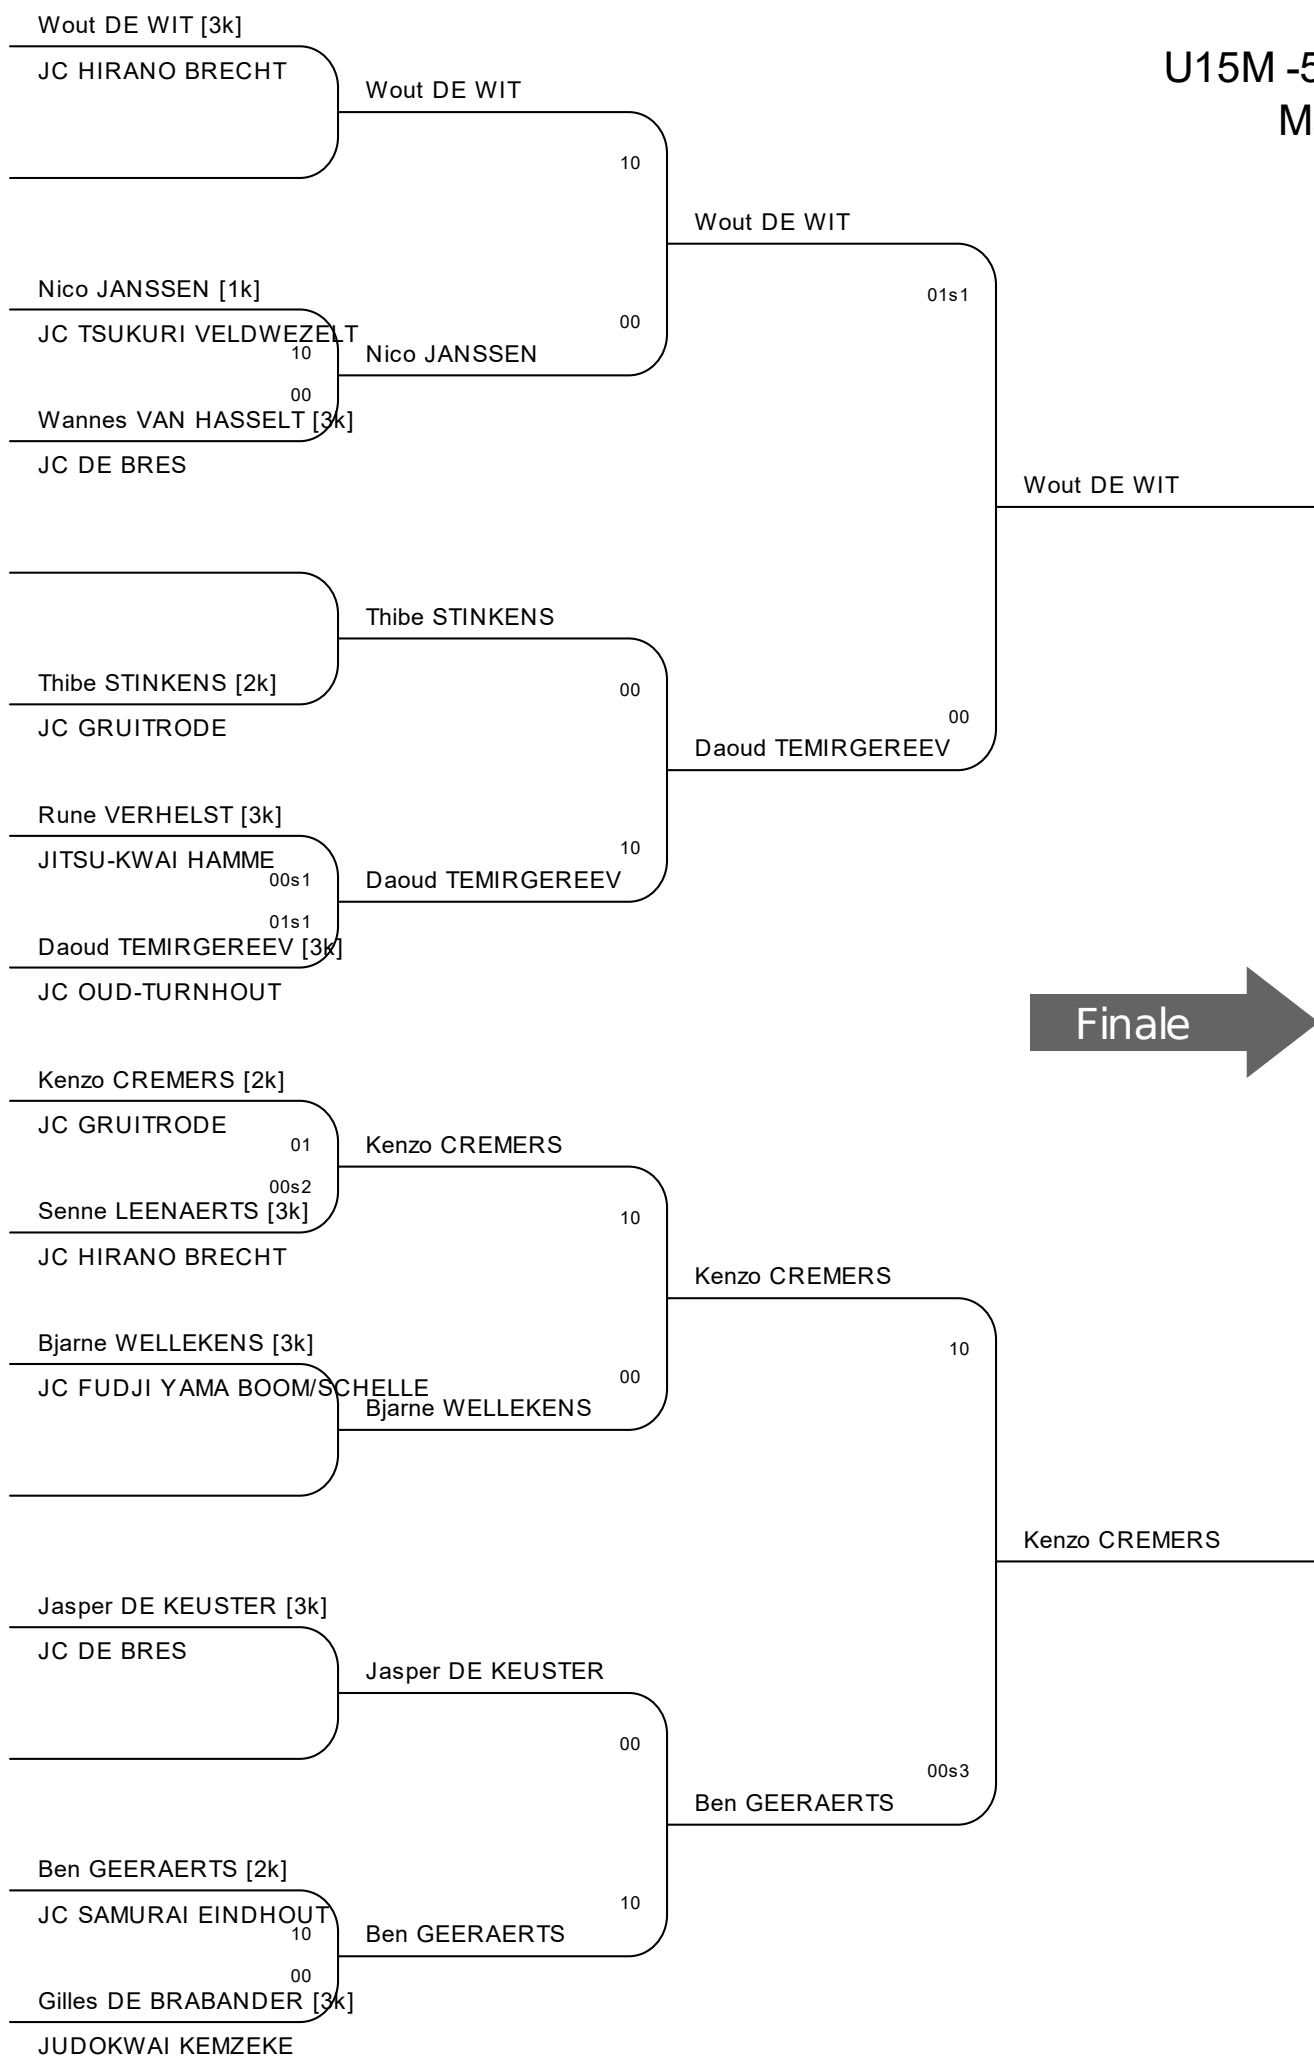 Wout DE WIT [3k]
JC HIRANO BRECHT
Wout DE WIT
U15M -5
M
10
Wout DE WIT
Nico JANSSEN [1k]
01s1
JC TSUKURI VELDWEZELT
00
10
Nico JANSSEN
00
Wannes VAN HASSELT [3k]
JC DE BRES
Wout DE WIT
Thibe STINKENS
Thibe STINKENS [2k]
00
JC GRUITRODE
00
Daoud TEMIRGEREEV
Rune VERHELST [3k]
JITSU-KWAI HAMME
10
00s1
Daoud TEMIRGEREEV
01s1
Daoud TEMIRGEREEV [3k]
JC OUD-TURNHOUT
Finale
Kenzo CREMERS [2k]
JC GRUITRODE
01
Kenzo CREMERS
00s2
Senne LEENAERTS [3k]
10
JC HIRANO BRECHT
Kenzo CREMERS
Bjarne WELLEKENS [3k]
10
JC FUDJI YAMA BOOM/SCHELLE
00
Bjarne WELLEKENS
Kenzo CREMERS
Jasper DE KEUSTER [3k]
JC DE BRES
Jasper DE KEUSTER
00
00s3
Ben GEERAERTS
Ben GEERAERTS [2k]
JC SAMURAI EINDHOUT
10
10
Ben GEERAERTS
00
Gilles DE BRABANDER [3k]
JUDOKWAI KEMZEKE